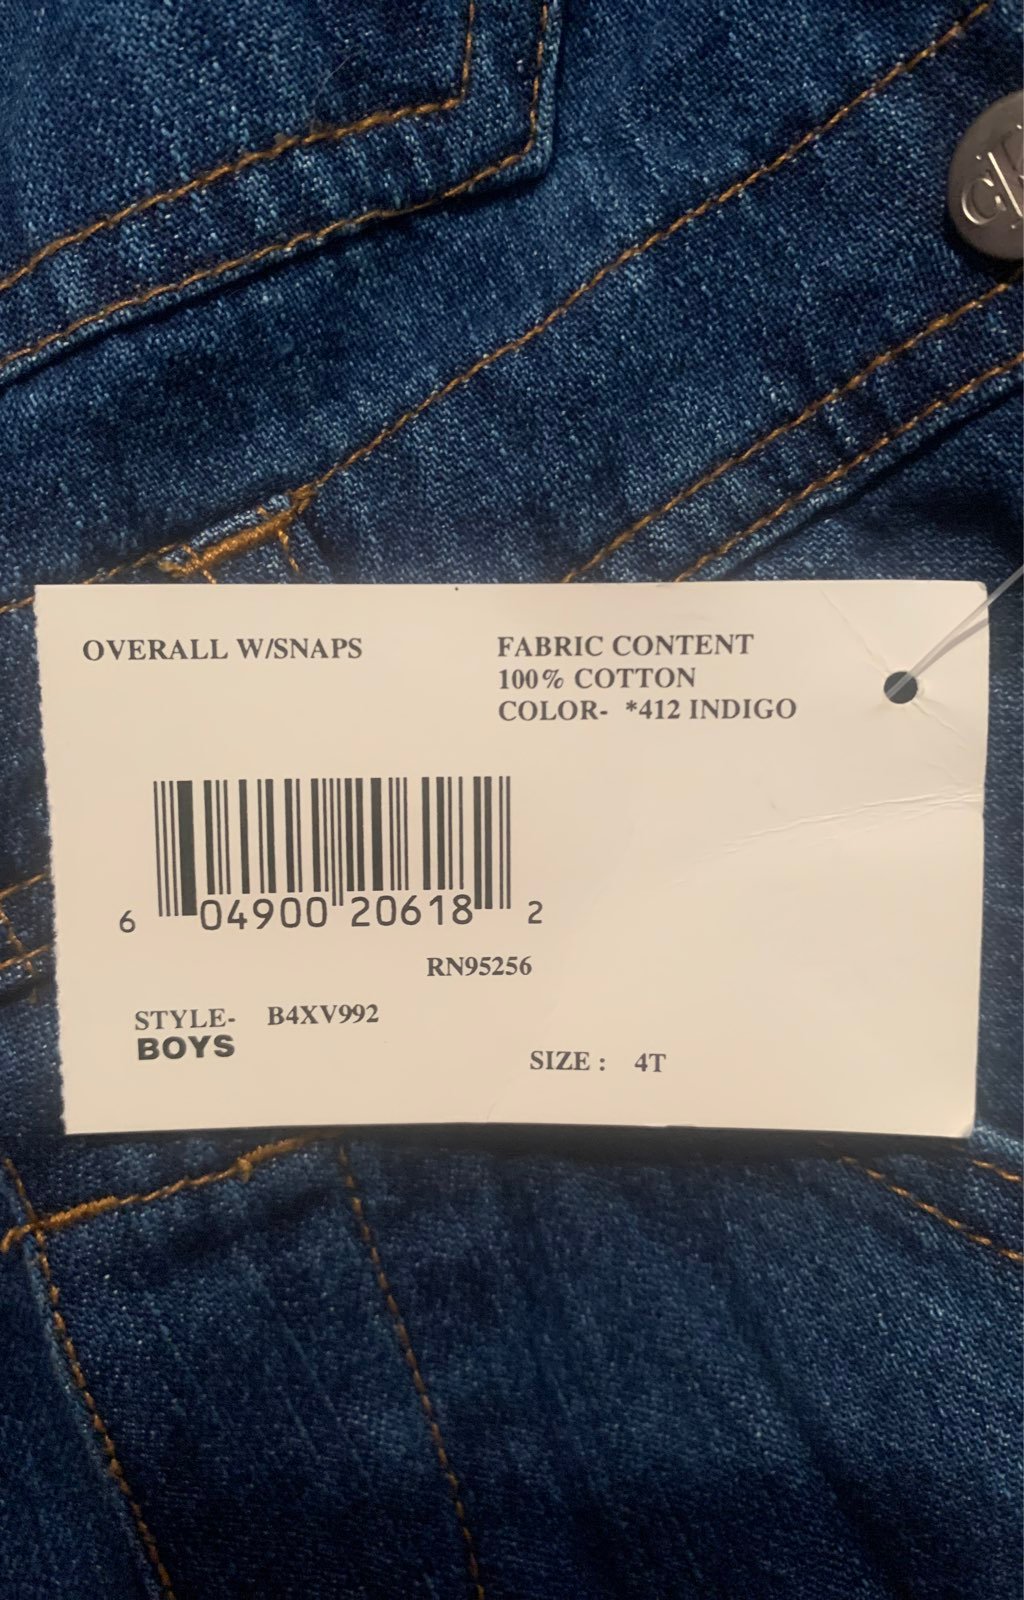 OVERALL W/SNAPS
FABRIC CONTENT
100% COTTON
COLOR- *412 INDIGO
6 04900 20618 2
RN95256
STYLE- B4XV992
BOYS
SIZE : 4T